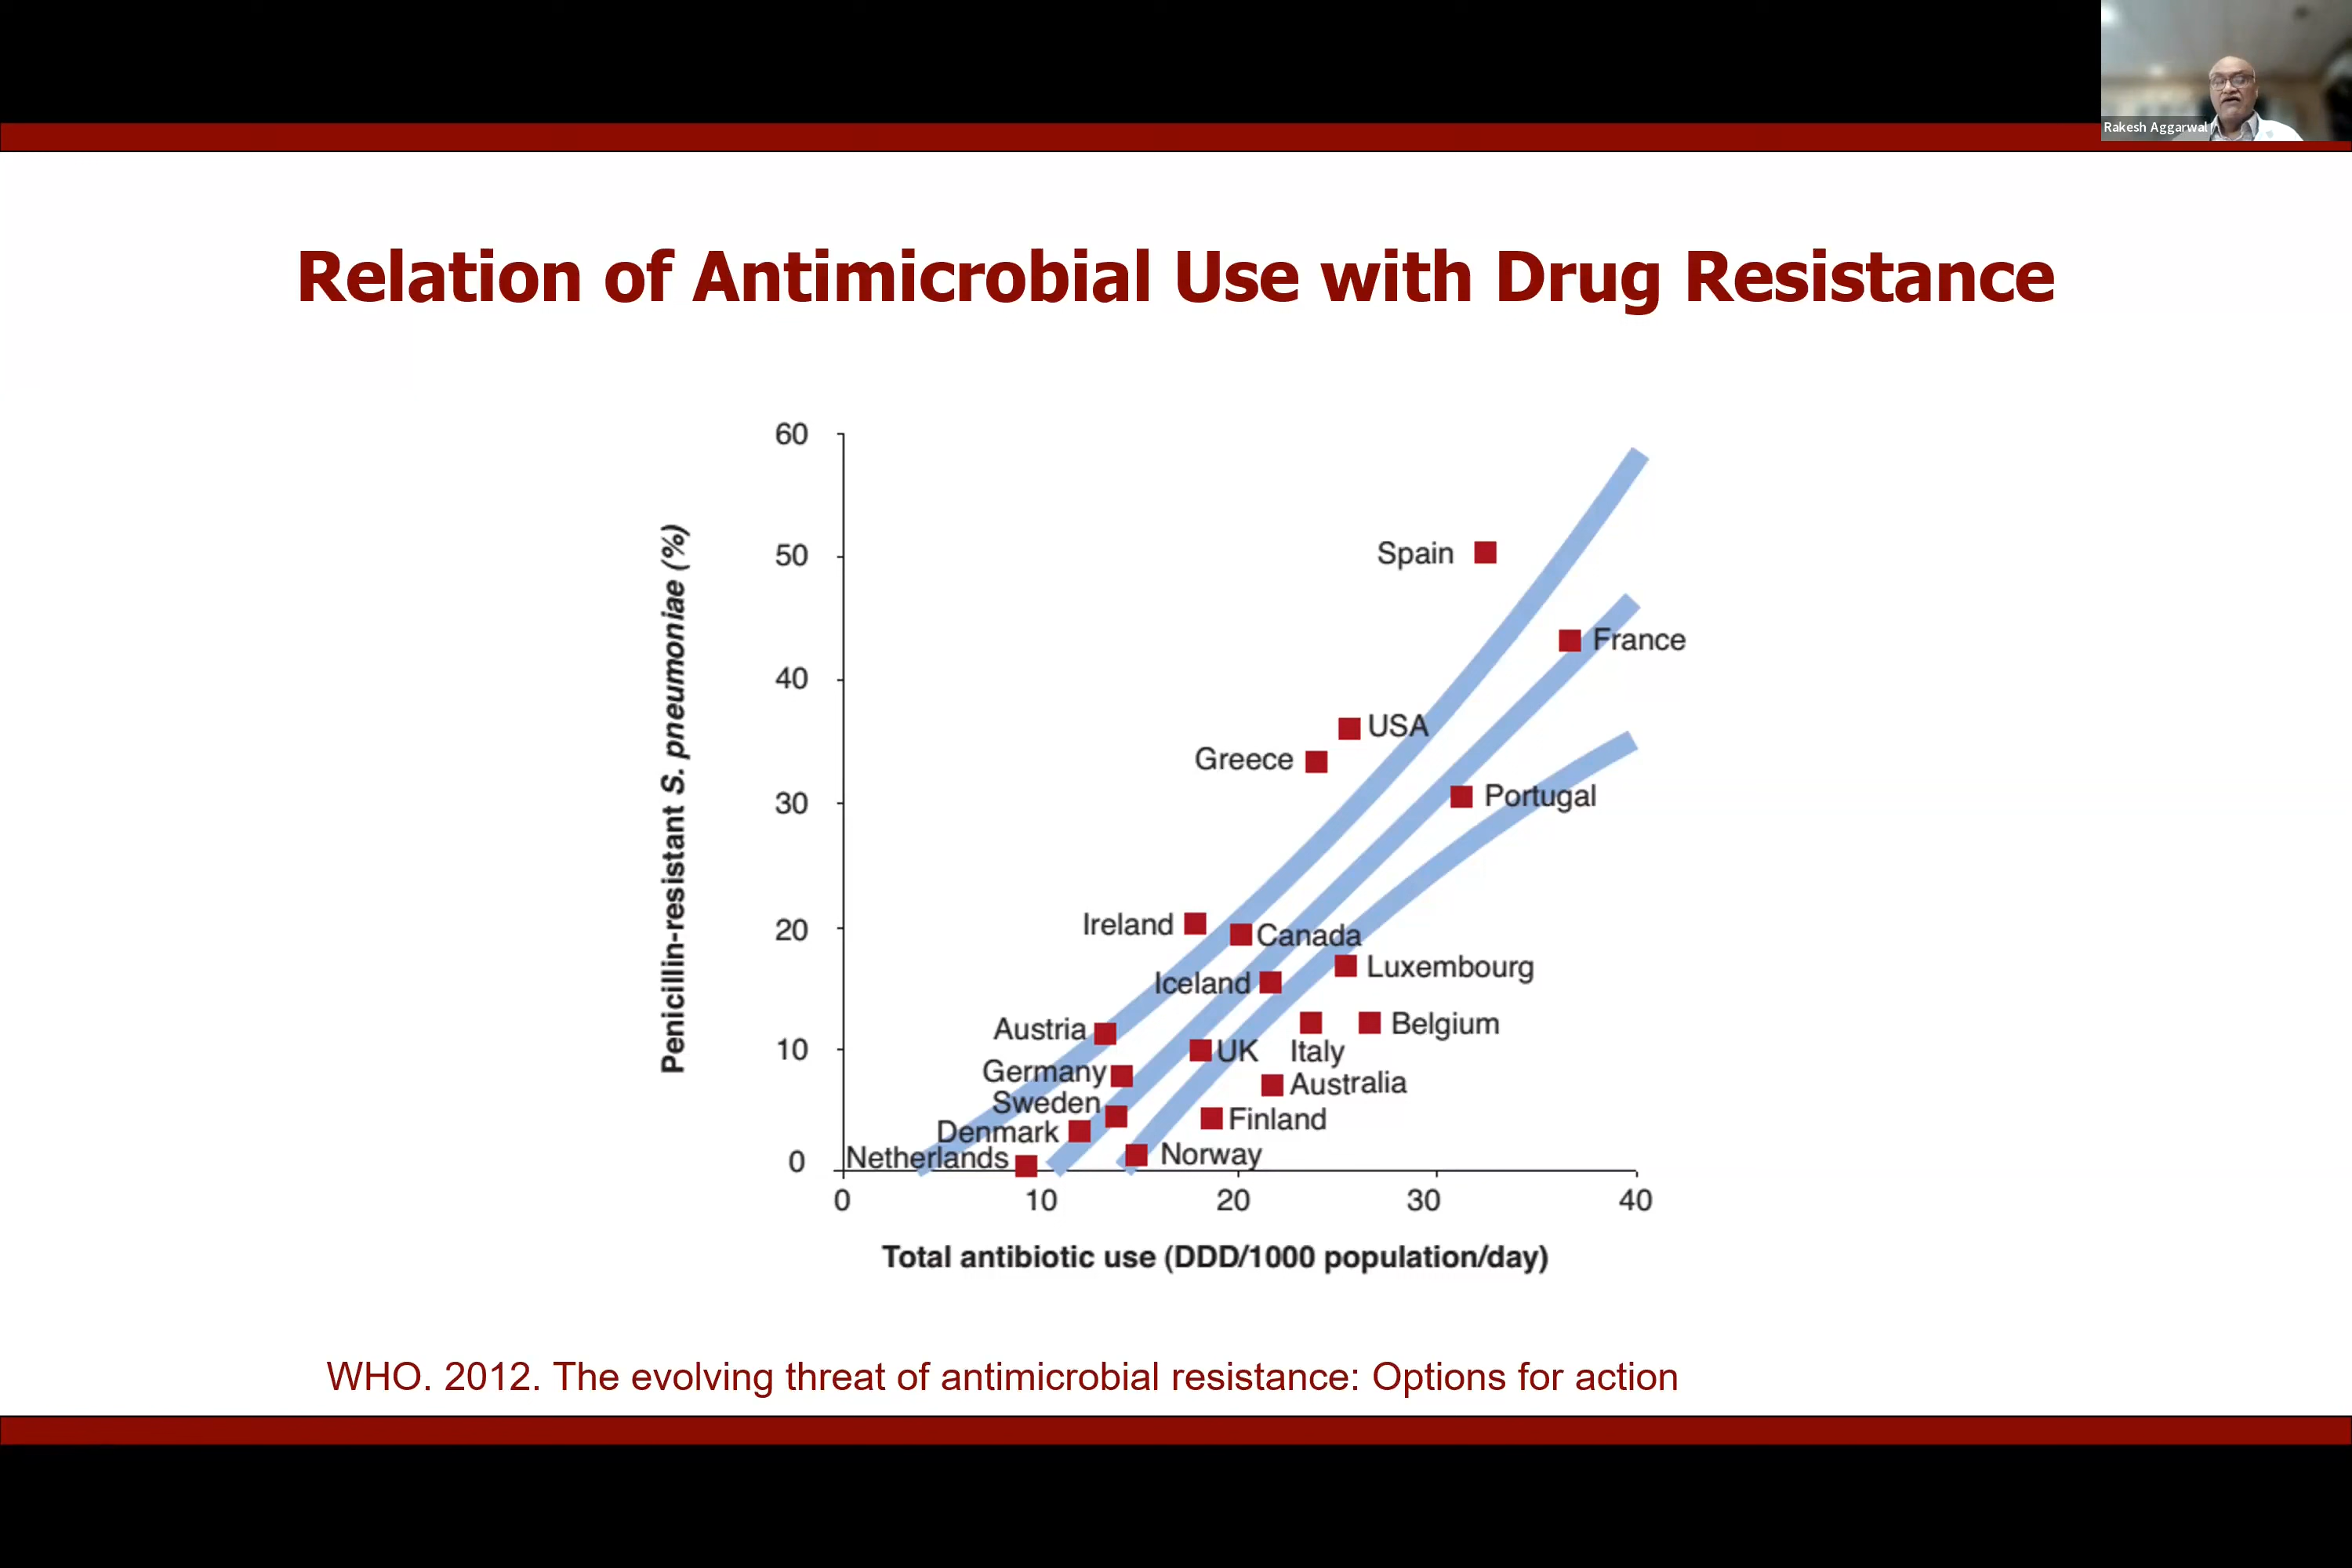 Rakesh Aggarwal
Relation of Antimicrobial Use with Drug Resistance
Penicillin-resistant S. pneumoniae (%)
60
50
40
30
20
10
0
Spain
France
USA
Greece
Portugal
Ireland
Canada
Luxembourg
Iceland
Austria
Belgium
UK
Italy
Germany
Australia
Sweden
Finland
Denmark
Netherlands
Norway
0 10 20 30 40
Total antibiotic use (DDD/1000 population/day)
WHO. 2012. The evolving threat of antimicrobial resistance: Options for action